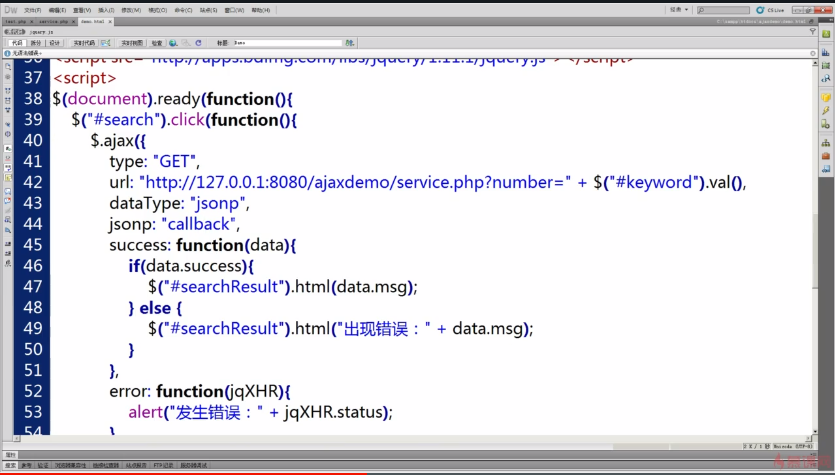 Dw 文件(F) 编辑(E) 查看(V) 插入(I) 修改(M) 格式(O) 命令(C) 站点(S) 窗口(W) 帮助(H) 经典 CS Live
test.php × service.php × demo.html ×
jquery.js
代码 拆分 设计 实时代码 实时视图 检查 标题: Demo
36 <script src="http://apps.bdimg.com/libs/jquery/1.11.1/jquery.js"></script>
37 <script>
38 $(document).ready(function(){
39 $("#search").click(function(){
40 $.ajax({
41 type: "GET",
42 url: "http://127.0.0.1:8080/ajaxdemo/service.php?number=" + $("#keyword").val(),
43 dataType: "jsonp",
44 jsonp: "callback",
45 success: function(data){
46 if(data.success){
47 $("#searchResult").html(data.msg);
48 } else {
49 $("#searchResult").html("出现错误：" + data.msg);
50 }
51 },
52 error: function(jqXHR){
53 alert("发生错误：" + jqXHR.status);
54 }
属性
搜索 参考 验证 浏览器兼容性 链接检查器 站点报告 FTP记录 服务器调试